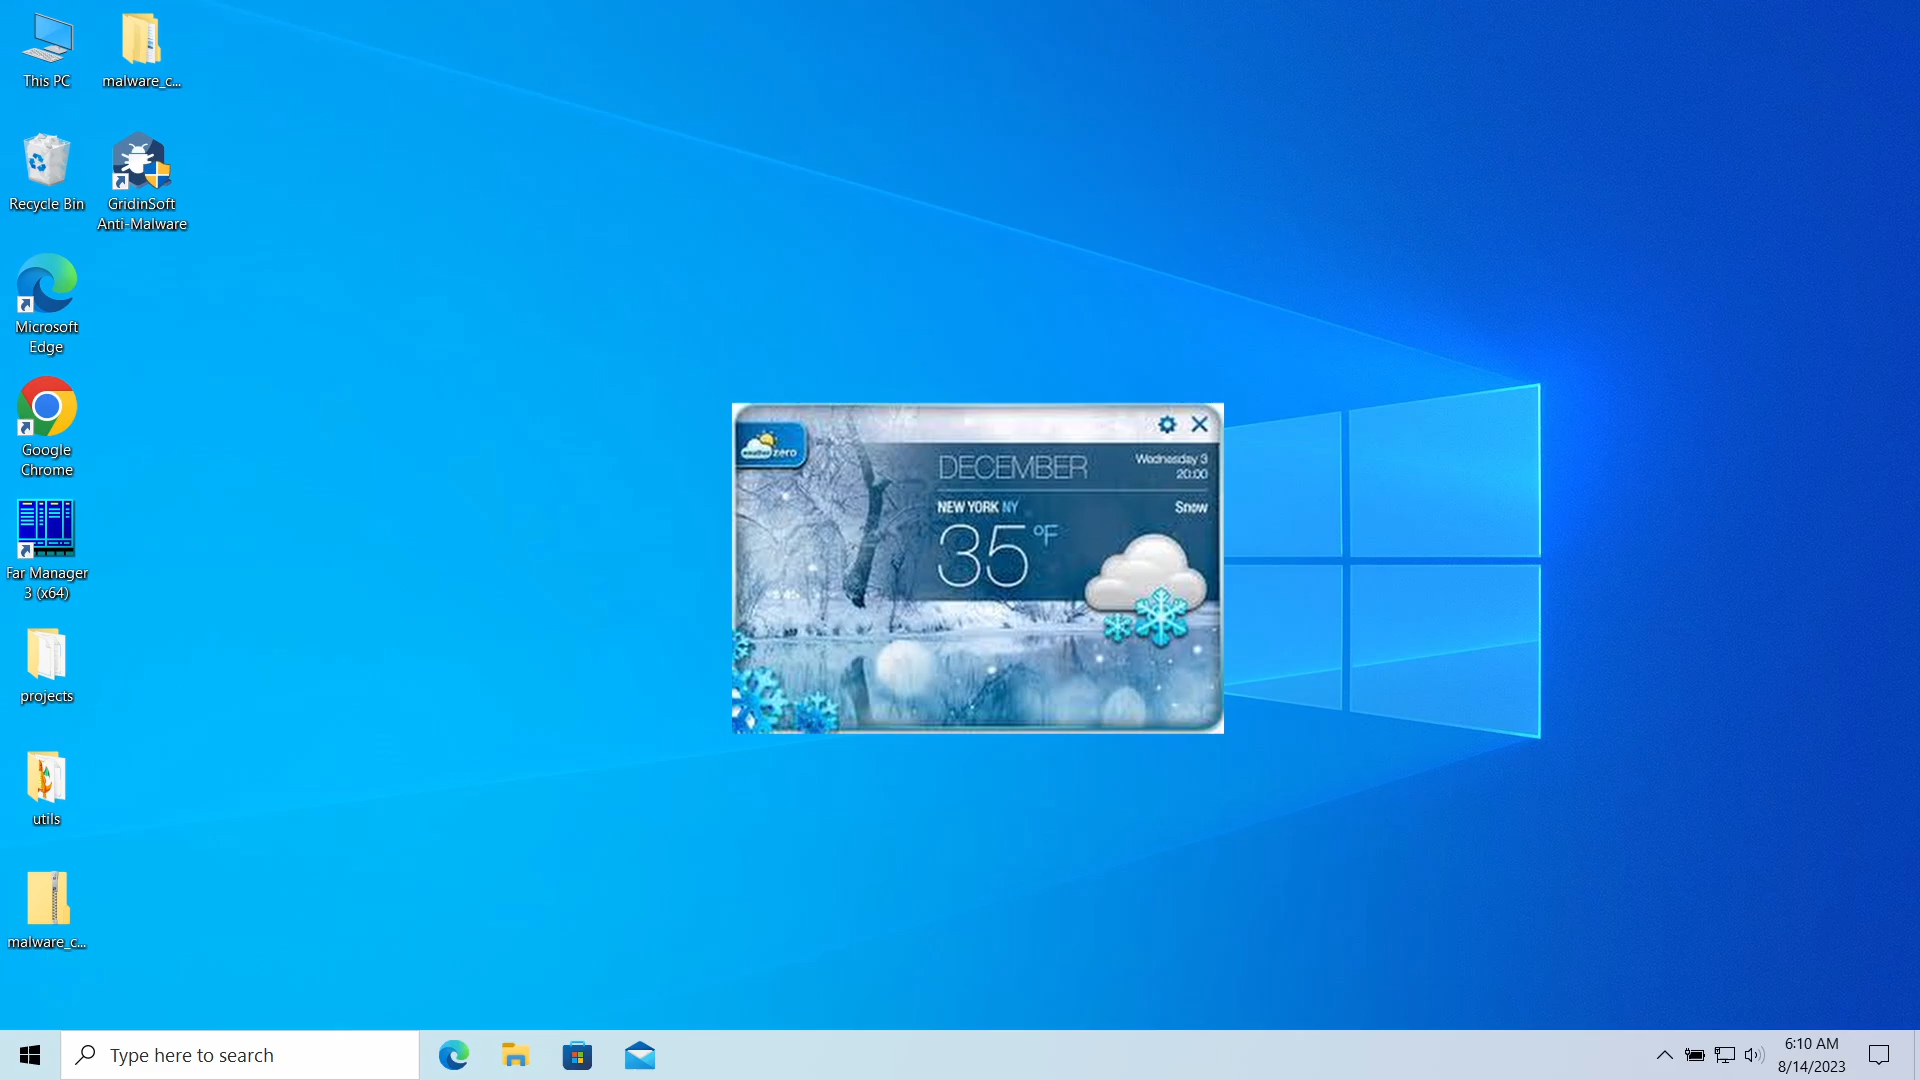 This PC
malware_c...
Recycle Bin
GridinSoft
Anti-Malware
Microsoft
Edge
Google
Chrome
Far Manager
3 (x64)
projects
utils
malware_c...
weather zero
DECEMBER
Wednesday 3
20:00
NEW YORK NY
Snow
35 °F
Type here to search
6:10 AM
8/14/2023